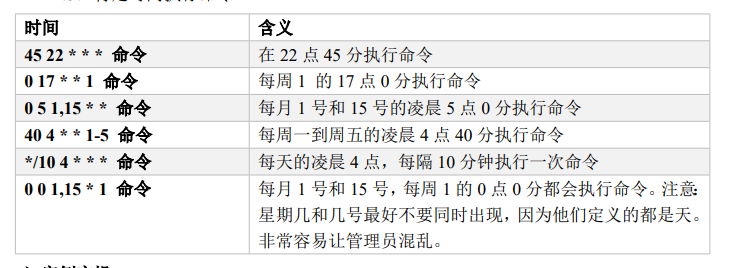 时间 含义
45 22 * * * 命令 在 22 点 45 分执行命令
0 17 * * 1 命令 每周 1 的 17 点 0 分执行命令
0 5 1,15 * * 命令 每月 1 号和 15 号的凌晨 5 点 0 分执行命令
40 4 * * 1-5 命令 每周一到周五的凌晨 4 点 40 分执行命令
*/10 4 * * * 命令 每天的凌晨 4 点，每隔 10 分钟执行一次命令
0 0 1,15 * 1 命令 每月 1 号和 15 号，每周 1 的 0 点 0 分都会执行命令。注意:
星期几和几号最好不要同时出现，因为他们定义的都是天。
非常容易让管理员混乱。